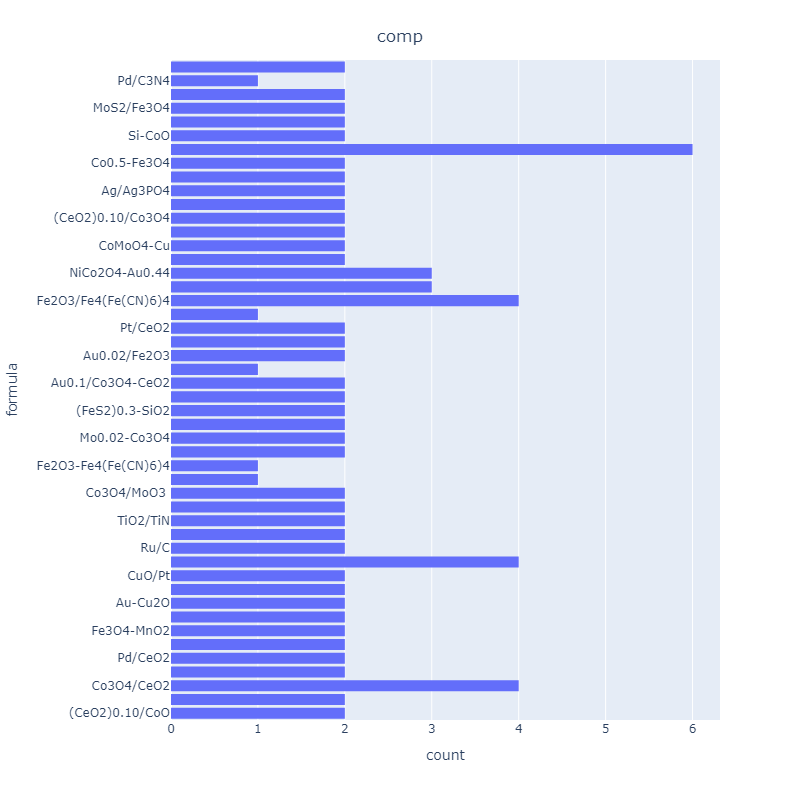 comp
Pd/C3N4
MoS2/Fe3O4
Si-CoO
Co0.5-Fe3O4
Ag/Ag3PO4
(CeO2)0.10/Co3O4
CoMoO4-Cu
NiCo2O4-Au0.44
Fe2O3/Fe4(Fe(CN)6)4
Pt/CeO2
Au0.02/Fe2O3
Au0.1/Co3O4-CeO2
(FeS2)0.3-SiO2
Mo0.02-Co3O4
Fe2O3-Fe4(Fe(CN)6)4
Co3O4/MoO3
TiO2/TiN
Ru/C
CuO/Pt
Au-Cu2O
Fe3O4-MnO2
Pd/CeO2
Co3O4/CeO2
(CeO2)0.10/CoO
formula
0 1 2 3 4 5 6
count